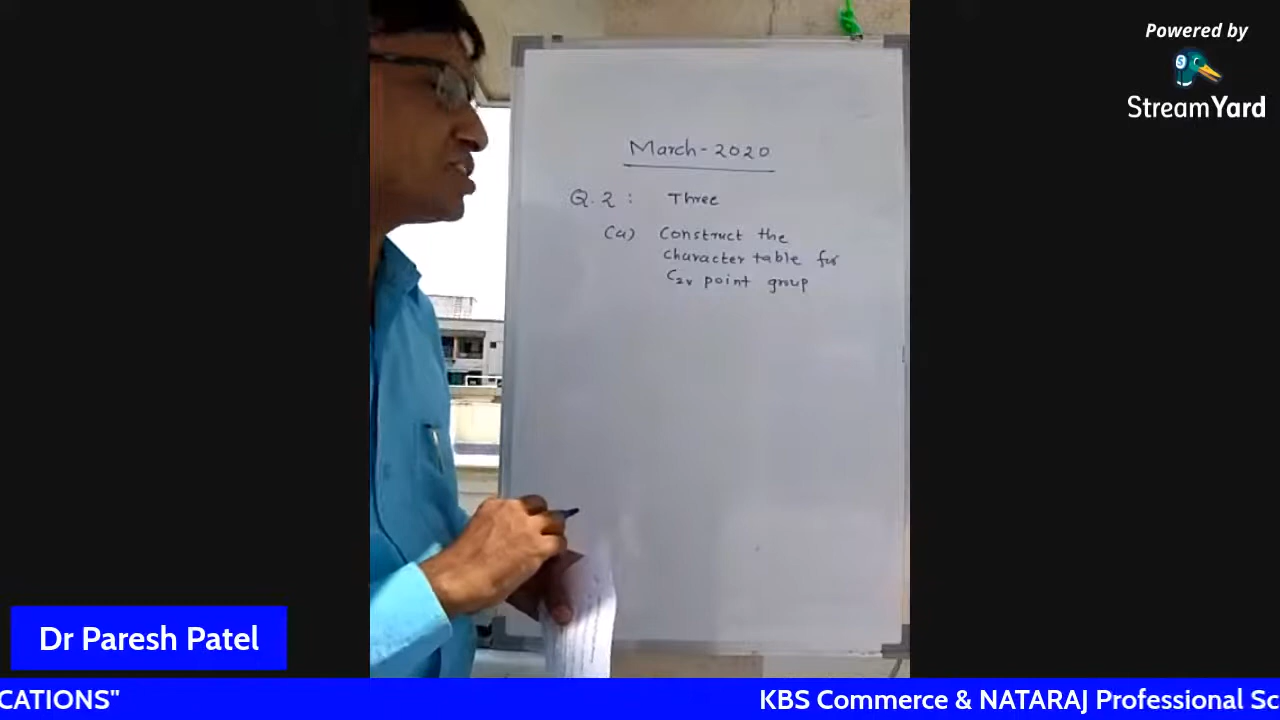 Powered by
StreamYard
March-2020
Q.2 : Three
(a) Construct the
character table for
C2v point group
Dr Paresh Patel
CATIONS" KBS Commerce & NATARAJ Professional Sc